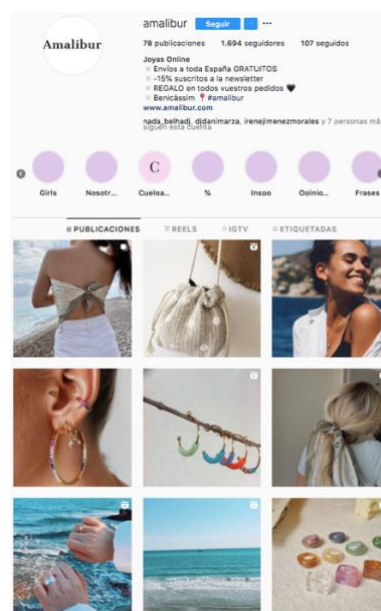 amalibur Seguir
Amalibur
78 publicaciones 1.694 seguidores 107 seguidos
Joyas Online
Envíos a toda España GRATUITOS
-15% suscritos a la newsletter
REGALO en todos vuestros pedidos 🖤
Benicàssim 📍 #amalibur
www.amalibur.com
nada_belhadj, djdanimarza, irenejimenezmorales y 7 personas más
siguen esta cuenta
C
Girls Nosotr... Cuelga... % Inspo Opinio... Frases
PUBLICACIONES REELS IGTV ETIQUETADAS